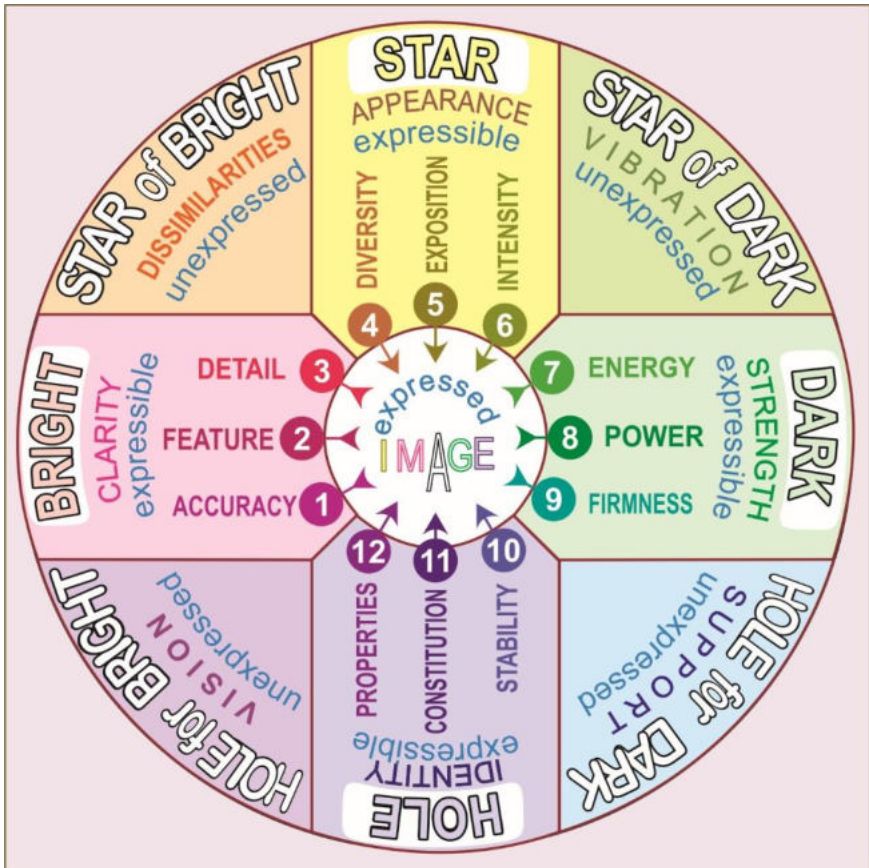 STAR
APPEARANCE
expressible
DIVERSITY
EXPOSITION
INTENSITY
4
5
6
STAR of DARK
VIBRATION
unexpressed
DARK
STRENGTH
expressible
7 ENERGY
8 POWER
9 FIRMNESS
HOLE for DARK
SUPPORT
unexpressed
HOLE
IDENTITY
expressible
10
11
12
STABILITY
CONSTITUTION
PROPERTIES
HOLE for BRIGHT
VISION
unexpressed
BRIGHT
CLARITY
expressible
ACCURACY 1
FEATURE 2
DETAIL 3
STAR of BRIGHT
DISSIMILARITIES
unexpressed
expressed
IMAGE